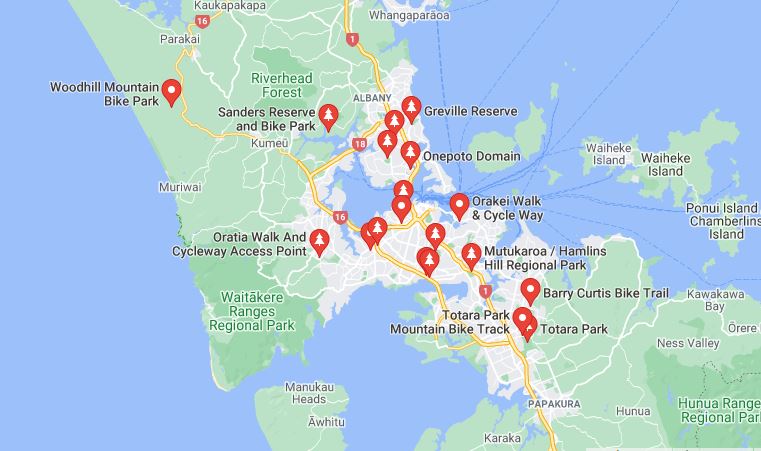 Kaukapakapa
Whangaparāoa
16
1
Parakai
Riverhead
Forest
Woodhill Mountain
Bike Park
ALBANY
Sanders Reserve
and Bike Park
Greville Reserve
Kumeū
18
Onepoto Domain
Waiheke
Island
Waiheke
Island
Muriwai
16
Orakei Walk
& Cycle Way
Ponui Island /
Chamberlins
Island
Oratia Walk And
Cycleway Access Point
Mutukaroa / Hamlins
Hill Regional Park
1
Barry Curtis Bike Trail
Waitākere
Ranges
Regional Park
Kawakawa
Bay
Totara Park
Mountain Bike Track
Totara Park
Ōrere
Ness Valley
Manukau
Heads
Āwhitu
PAPAKURA
Hunua
Hunua Range
Regional Park
Karaka